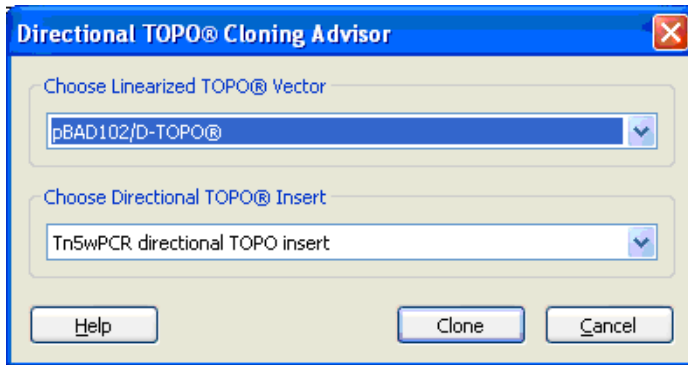 Directional TOPO® Cloning Advisor
Choose Linearized TOPO® Vector
pBAD102/D-TOPO®
Choose Directional TOPO® Insert
Tn5wPCR directional TOPO insert
Help Clone Cancel